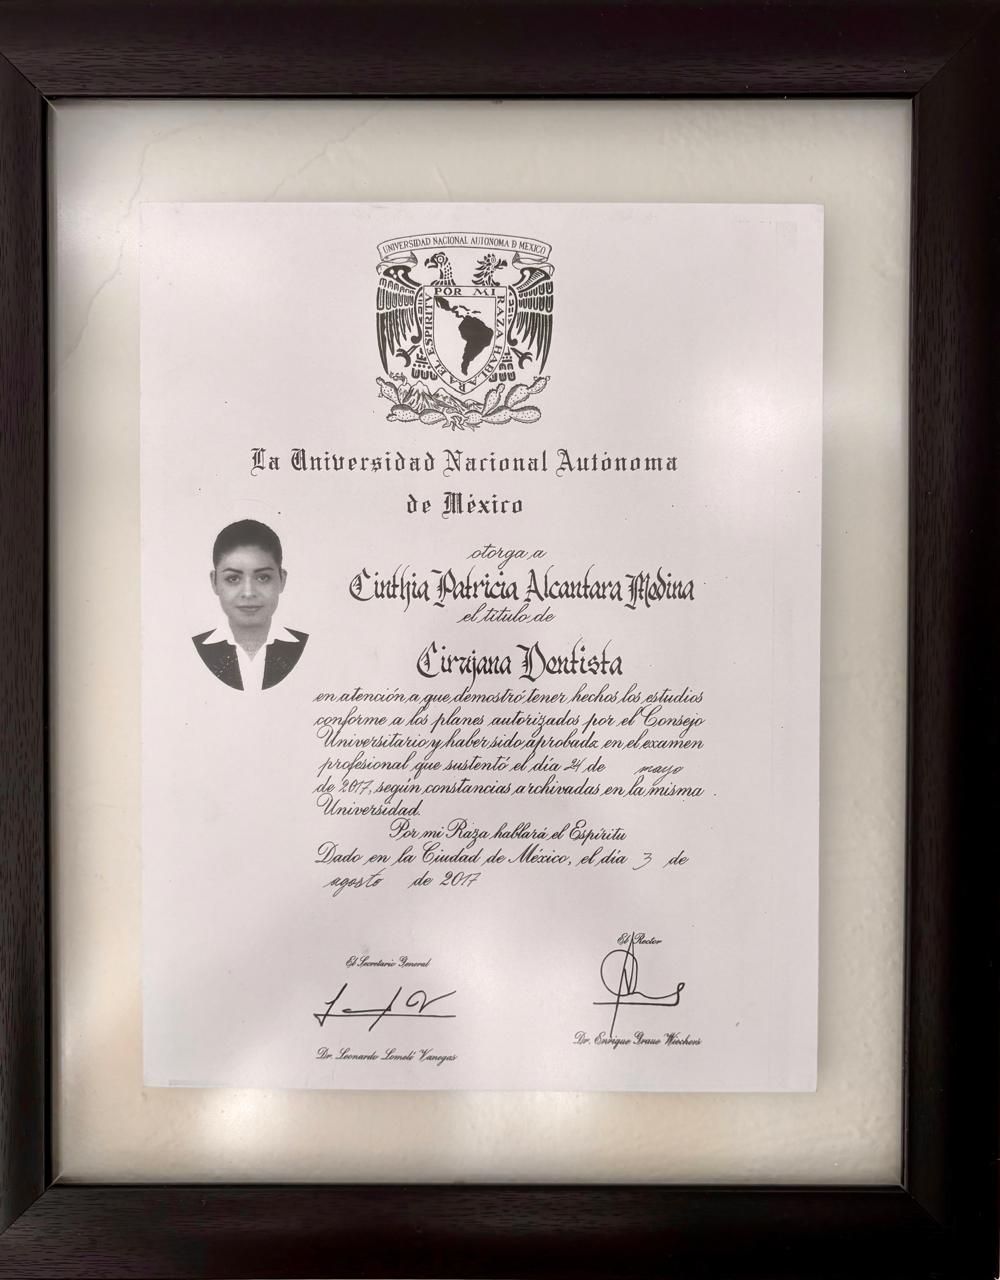 UNIVERSIDAD NACIONAL AUTONOMA D MEXICO
POR MI RAZA HABLARA EL ESPIRITV
La Universidad Nacional Autónoma
de México
otorga a
Cinthia Patricia Alcantara Medina
el título de
Cirujana Dentista
en atención a que demostró tener hechos los estudios
conforme a los planes autorizados por el Consejo
Universitario y haber sido aprobada en el examen
profesional que sustentó el día 24 de mayo
de 2017, según constancias archivadas en la misma
Universidad.
Por mi Raza hablará el Espíritu
Dado en la Ciudad de México, el día 3 de
agosto de 2017
El Rector
El Secretario General
Dr. Enrique Graue Wiechers
Dr. Leonardo Lomelí Vanegas